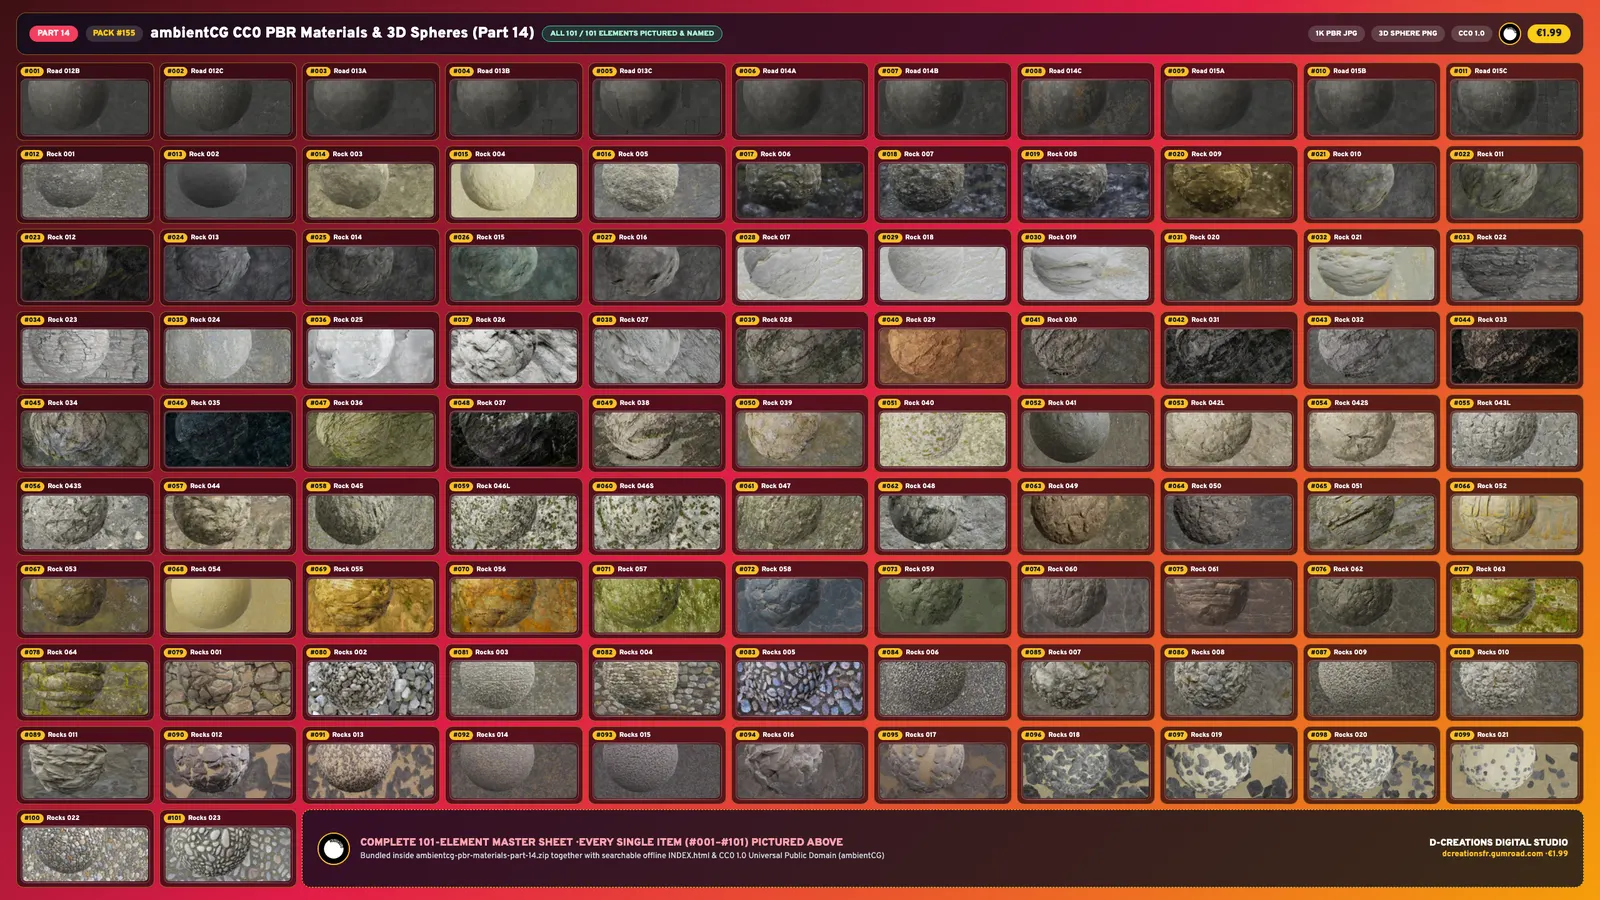 PART 14 PACK #155 ambientCG CC0 PBR Materials & 3D Spheres (Part 14) ALL 101 / 101 ELEMENTS PICTURED & NAMED 1K PBR JPG 3D SPHERE PNG CC0 1.0 €1.99
#001 Road 012B #002 Road 012C #003 Road 013A #004 Road 013B #005 Road 013C #006 Road 014A #007 Road 014B #008 Road 014C #009 Road 015A #010 Road 015B #011 Road 015C
#012 Rock 001 #013 Rock 002 #014 Rock 003 #015 Rock 004 #016 Rock 005 #017 Rock 006 #018 Rock 007 #019 Rock 008 #020 Rock 009 #021 Rock 010 #022 Rock 011
#023 Rock 012 #024 Rock 013 #025 Rock 014 #026 Rock 015 #027 Rock 016 #028 Rock 017 #029 Rock 018 #030 Rock 019 #031 Rock 020 #032 Rock 021 #033 Rock 022
#034 Rock 023 #035 Rock 024 #036 Rock 025 #037 Rock 026 #038 Rock 027 #039 Rock 028 #040 Rock 029 #041 Rock 030 #042 Rock 031 #043 Rock 032 #044 Rock 033
#045 Rock 034 #046 Rock 035 #047 Rock 036 #048 Rock 037 #049 Rock 038 #050 Rock 039 #051 Rock 040 #052 Rock 041 #053 Rock 042L #054 Rock 042S #055 Rock 043L
#056 Rock 043S #057 Rock 044 #058 Rock 045 #059 Rock 046L #060 Rock 046S #061 Rock 047 #062 Rock 048 #063 Rock 049 #064 Rock 050 #065 Rock 051 #066 Rock 052
#067 Rock 053 #068 Rock 054 #069 Rock 055 #070 Rock 056 #071 Rock 057 #072 Rock 058 #073 Rock 059 #074 Rock 060 #075 Rock 061 #076 Rock 062 #077 Rock 063
#078 Rock 064 #079 Rocks 001 #080 Rocks 002 #081 Rocks 003 #082 Rocks 004 #083 Rocks 005 #084 Rocks 006 #085 Rocks 007 #086 Rocks 008 #087 Rocks 009 #088 Rocks 010
#089 Rocks 011 #090 Rocks 012 #091 Rocks 013 #092 Rocks 014 #093 Rocks 015 #094 Rocks 016 #095 Rocks 017 #096 Rocks 018 #097 Rocks 019 #098 Rocks 020 #099 Rocks 021
#100 Rocks 022 #101 Rocks 023
COMPLETE 101-ELEMENT MASTER SHEET · EVERY SINGLE ITEM (#001–#101) PICTURED ABOVE
Bundled inside ambientcg-pbr-materials-part-14.zip together with searchable offline INDEX.html & CC0 1.0 Universal Public Domain (ambientCG)
D-CREATIONS DIGITAL STUDIO
dcreationsfr.gumroad.com · €1.99